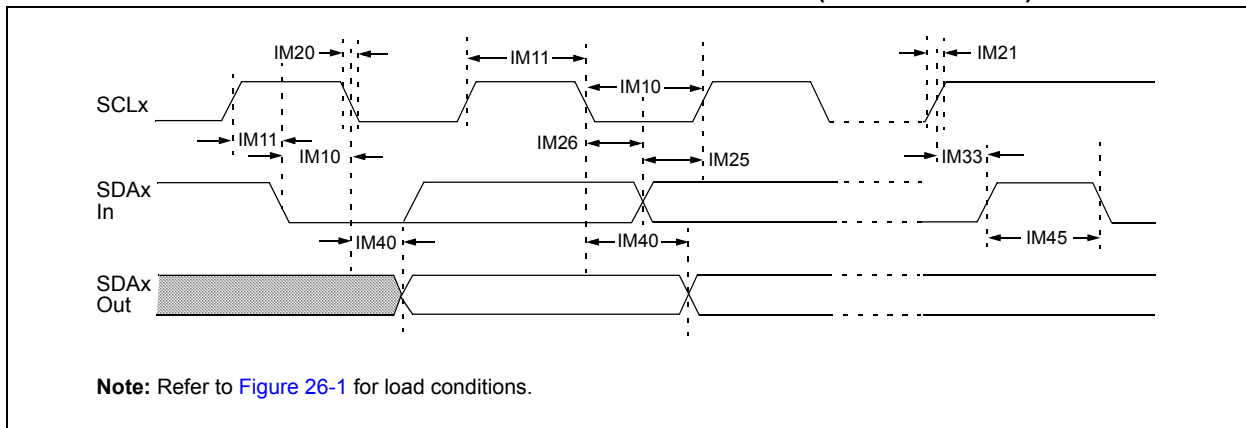 IM20
IM11
IM21
IM10
SCLx
IM11
IM26
IM10
IM25
IM33
SDAx
In
IM40
IM40
IM45
SDAx
Out
Note: Refer to Figure 26-1 for load conditions.